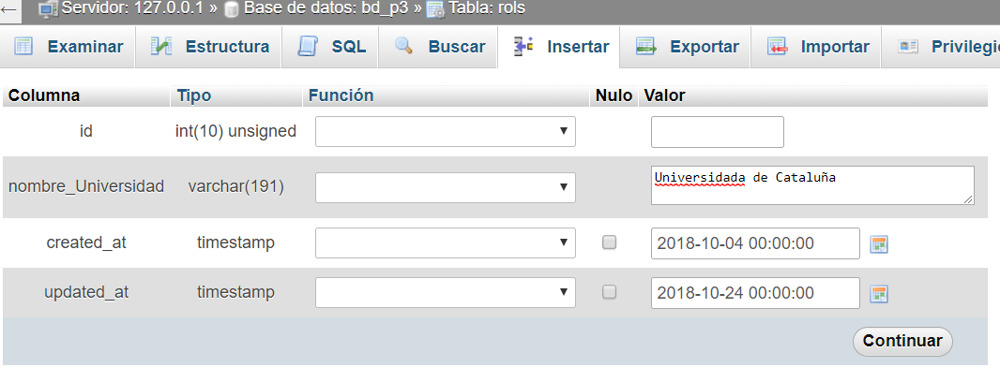 ← Servidor: 127.0.0.1 » Base de datos: bd_p3 » Tabla: rols
Examinar Estructura SQL Buscar Insertar Exportar Importar Privilegio
Columna Tipo Función Nulo Valor
id int(10) unsigned
nombre_Universidad varchar(191) Universidada de Cataluña
created_at timestamp 2018-10-04 00:00:00
updated_at timestamp 2018-10-24 00:00:00
Continuar